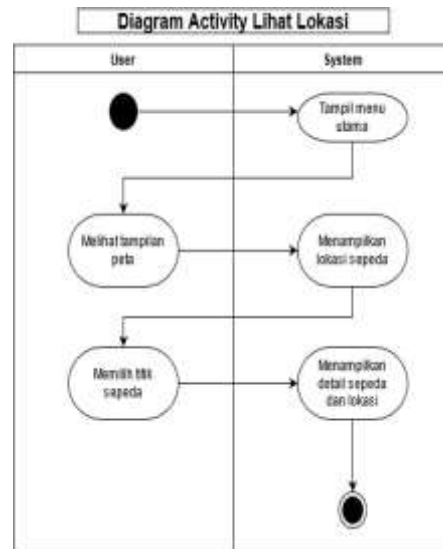 Diagram Activity Lihat Lokasi
User
System
Tampil menu
utama
Melihat tampilan
peta
Menampilkan
lokasi sepeda
Memilih titik
sepeda
Menampilkan
detail sepeda
dan lokasi